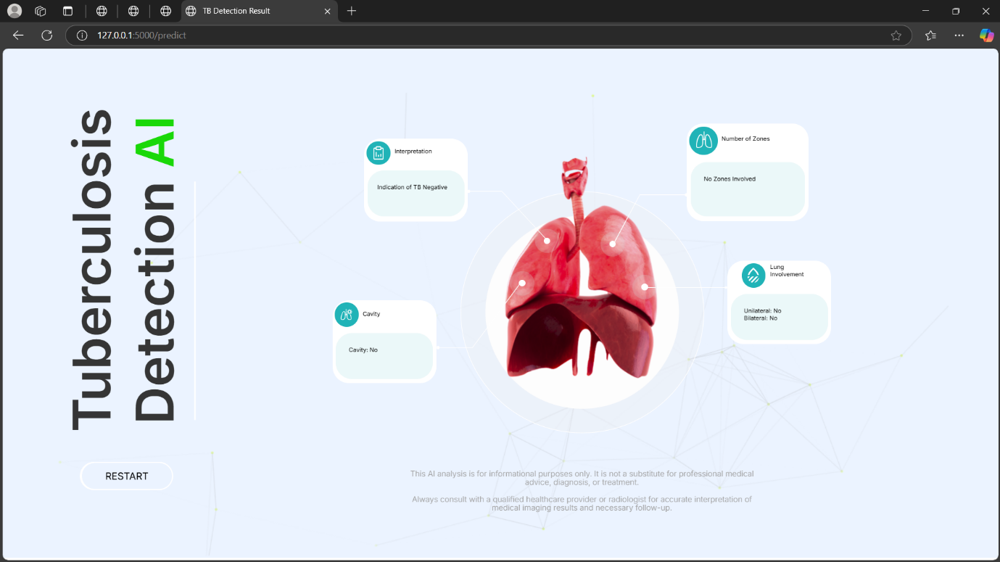 TB Detection Result
127.0.0.1:5000/predict
Tuberculosis
Detection AI
RESTART
Interpretation
Indication of TB Negative
Number of Zones
No Zones Involved
Cavity
Cavity: No
Lung
Involvement
Unilateral: No
Bilateral: No
This AI analysis is for informational purposes only. It is not a substitute for professional medical
advice, diagnosis, or treatment.
Always consult with a qualified healthcare provider or radiologist for accurate interpretation of
medical imaging results and necessary follow-up.